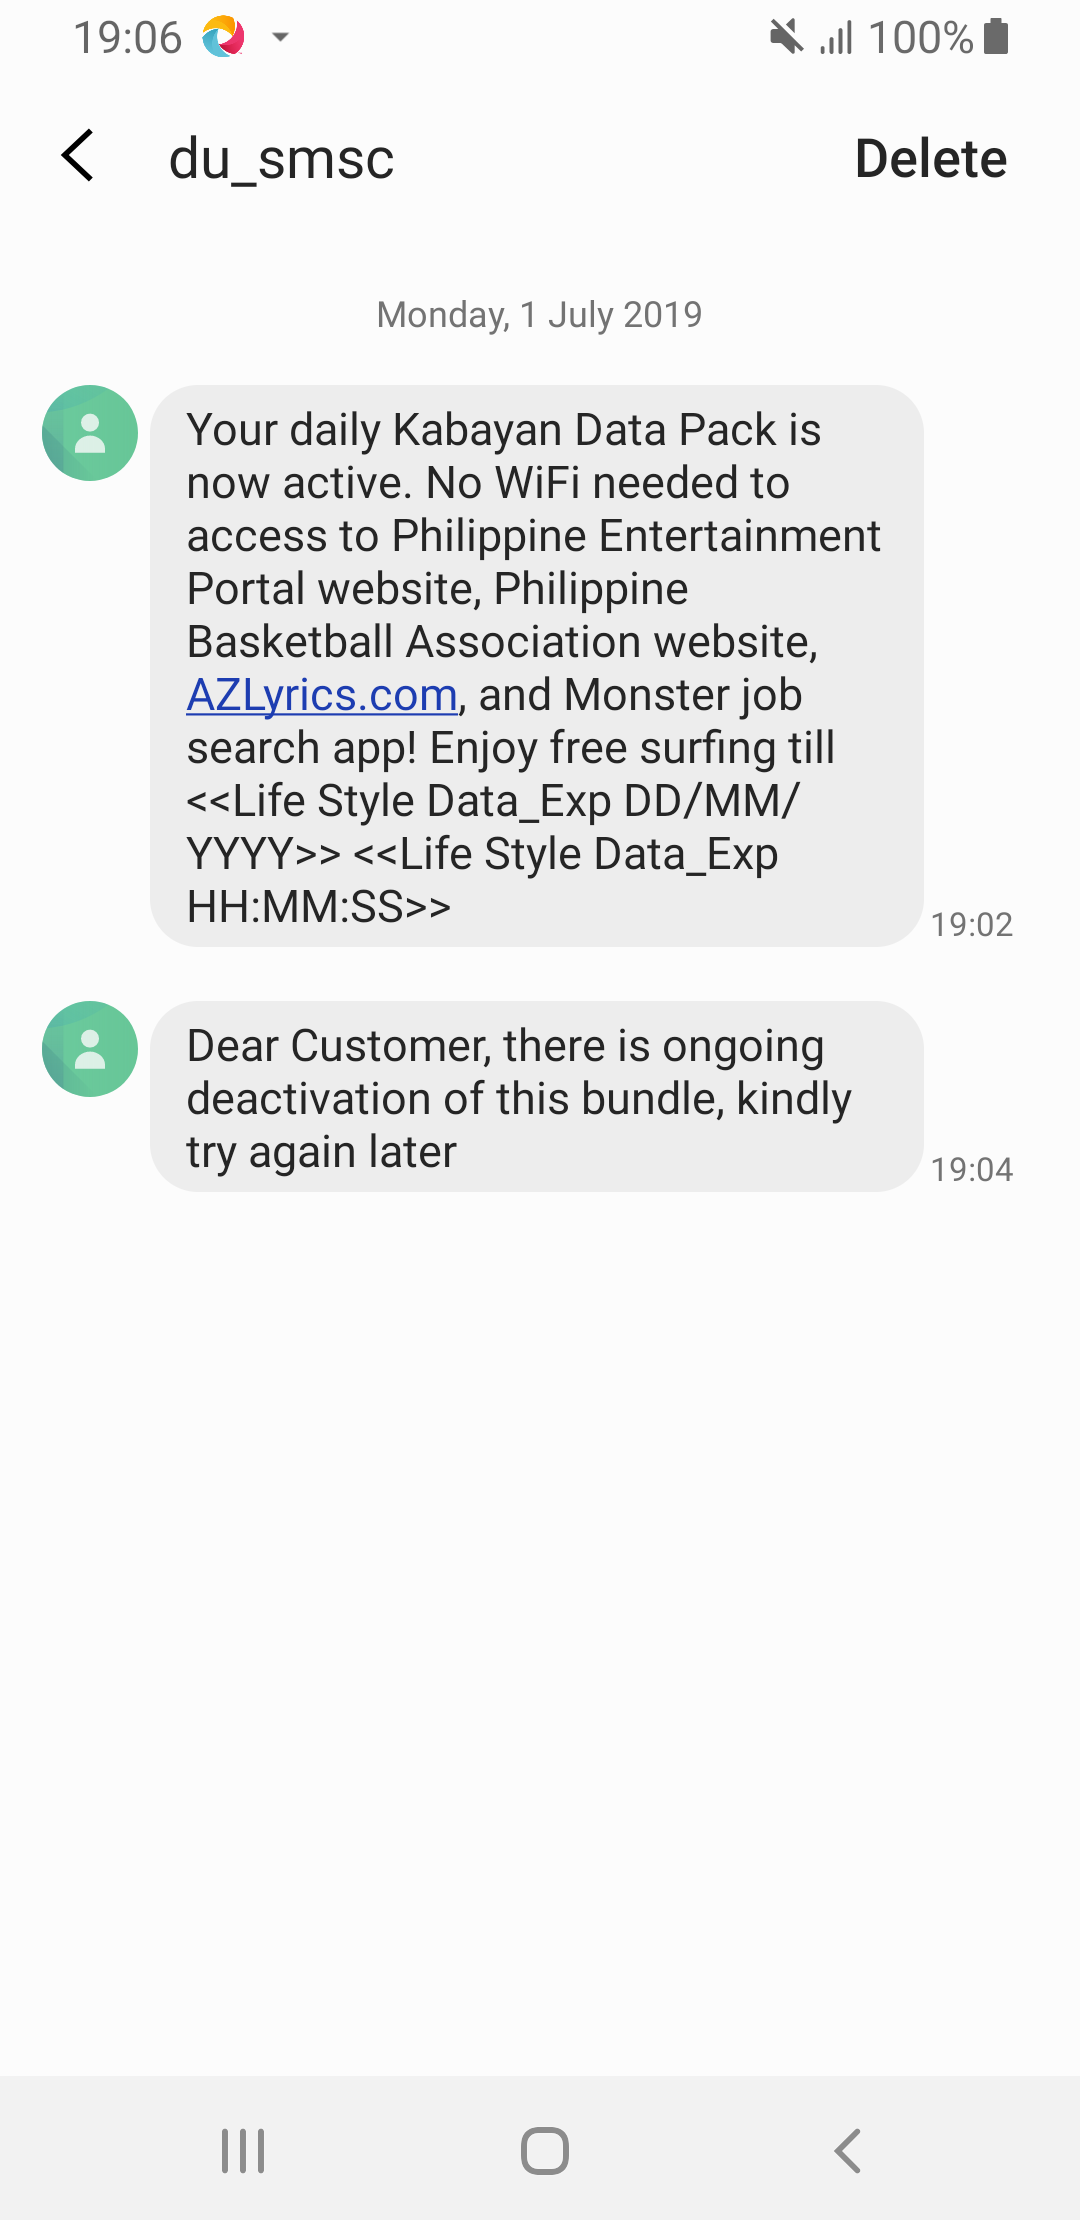 19:06
100%
du_smsc
Delete
Monday, 1 July 2019
Your daily Kabayan Data Pack is
now active. No WiFi needed to
access to Philippine Entertainment
Portal website, Philippine
Basketball Association website,
AZLyrics.com, and Monster job
search app! Enjoy free surfing till
<<Life Style Data_Exp DD/MM/
YYYY>> <<Life Style Data_Exp
HH:MM:SS>>
19:02
Dear Customer, there is ongoing
deactivation of this bundle, kindly
try again later
19:04